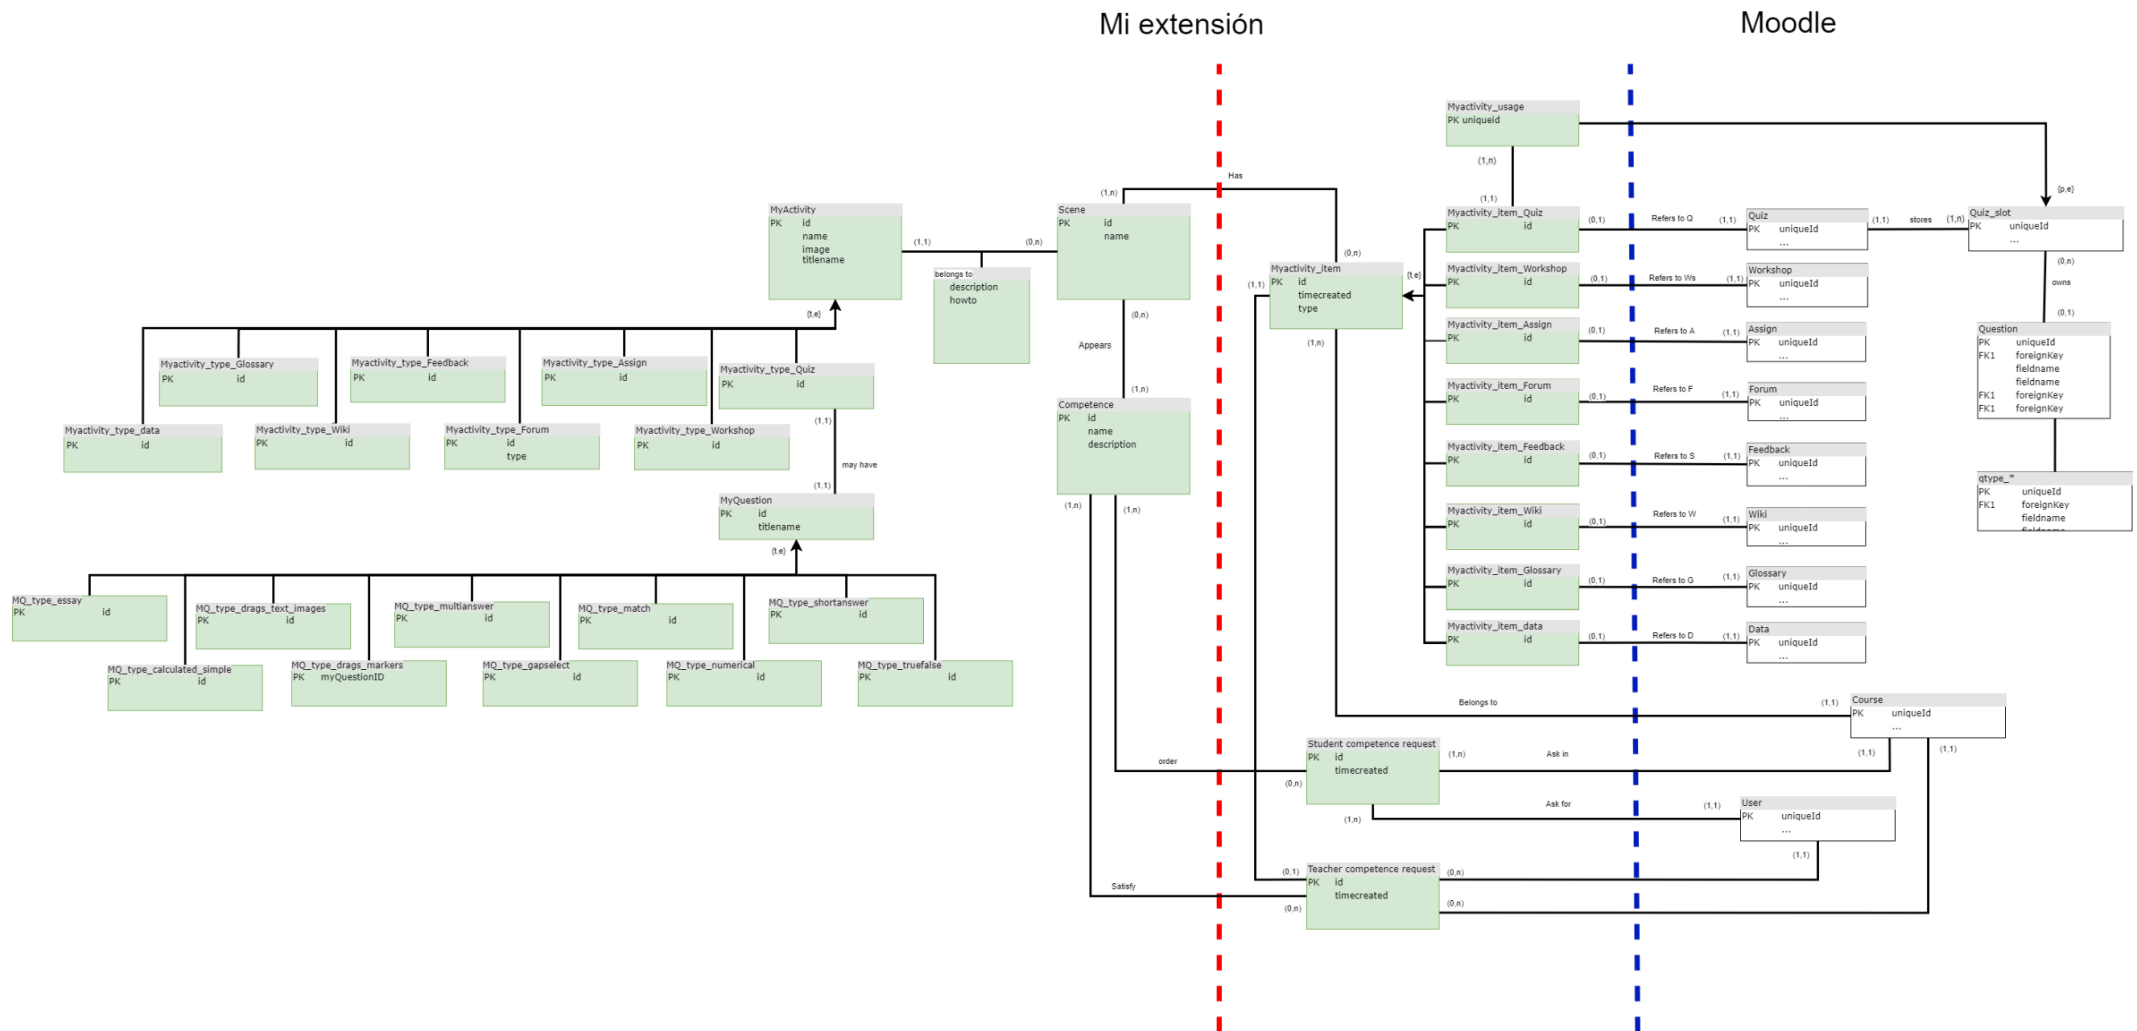 Mi extensión
Moodle
Myactivity_usage
PK uniqueid
(1,n)
(1,1)
{p,e}
Has
(1,n)
(0,n)
MyActivity
PK id
name
image
titlename
(1,1)
(0,n)
belongs to
description
howto
Scene
PK id
name
(0,n)
Appears
(1,n)
Competence
PK id
name
description
(1,n)
(1,n)
{t,e}
Myactivity_type_Glossary
PK id
Myactivity_type_Feedback
PK id
Myactivity_type_Assign
PK id
Myactivity_type_Quiz
PK id
Myactivity_type_data
PK id
Myactivity_type_Wiki
PK id
Myactivity_type_Forum
PK id
type
Myactivity_type_Workshop
PK id
(1,1)
may have
(1,1)
MyQuestion
PK id
titlename
{t,e}
MQ_type_essay
PK id
MQ_type_drags_text_images
PK id
MQ_type_multianswer
PK id
MQ_type_match
PK id
MQ_type_shortanswer
PK id
MQ_type_calculated_simple
PK id
MQ_type_drags_markers
PK myQuestionID
MQ_type_gapselect
PK id
MQ_type_numerical
PK id
MQ_type_truefalse
PK id
Myactivity_item
PK id
timecreated
type
(1,1)
{t,e}
(1,n)
Myactivity_item_Quiz
PK id
(0,1)
Refers to Q
(1,1)
Quiz
PK uniqueId
...
(1,1)
stores
(1,n)
Quiz_slot
PK uniqueId
...
(0,n)
owns
(0,1)
Question
PK uniqueId
FK1 foreignKey
fieldname
fieldname
FK1 foreignKey
FK1 foreignKey
qtype_*
PK uniqueId
FK1 foreignKey
fieldname
Myactivity_item_Workshop
PK id
(0,1)
Refers to Ws
(1,1)
Workshop
PK uniqueId
...
Myactivity_item_Assign
PK id
(0,1)
Refers to A
(1,1)
Assign
PK uniqueId
...
Myactivity_item_Forum
PK id
(0,1)
Refers to F
(1,1)
Forum
PK uniqueId
...
Myactivity_item_Feedback
PK id
(0,1)
Refers to S
(1,1)
Feedback
PK uniqueId
...
Myactivity_item_Wiki
PK id
(0,1)
Refers to W
(1,1)
Wiki
PK uniqueId
...
Myactivity_item_Glossary
PK id
(0,1)
Refers to G
(1,1)
Glossary
PK uniqueId
...
Myactivity_item_data
PK id
(0,1)
Refers to D
(1,1)
Data
PK uniqueId
...
Belongs to
(1,1)
Course
PK uniqueId
...
(1,1)
(1,1)
order
(0,n)
Student competence request
PK id
timecreated
(1,n)
Ask in
(1,n)
Ask for
(1,1)
User
PK uniqueId
...
(1,1)
Satisfy
(0,1)
(0,n)
Teacher competence request
PK id
timecreated
(0,n)
(0,n)